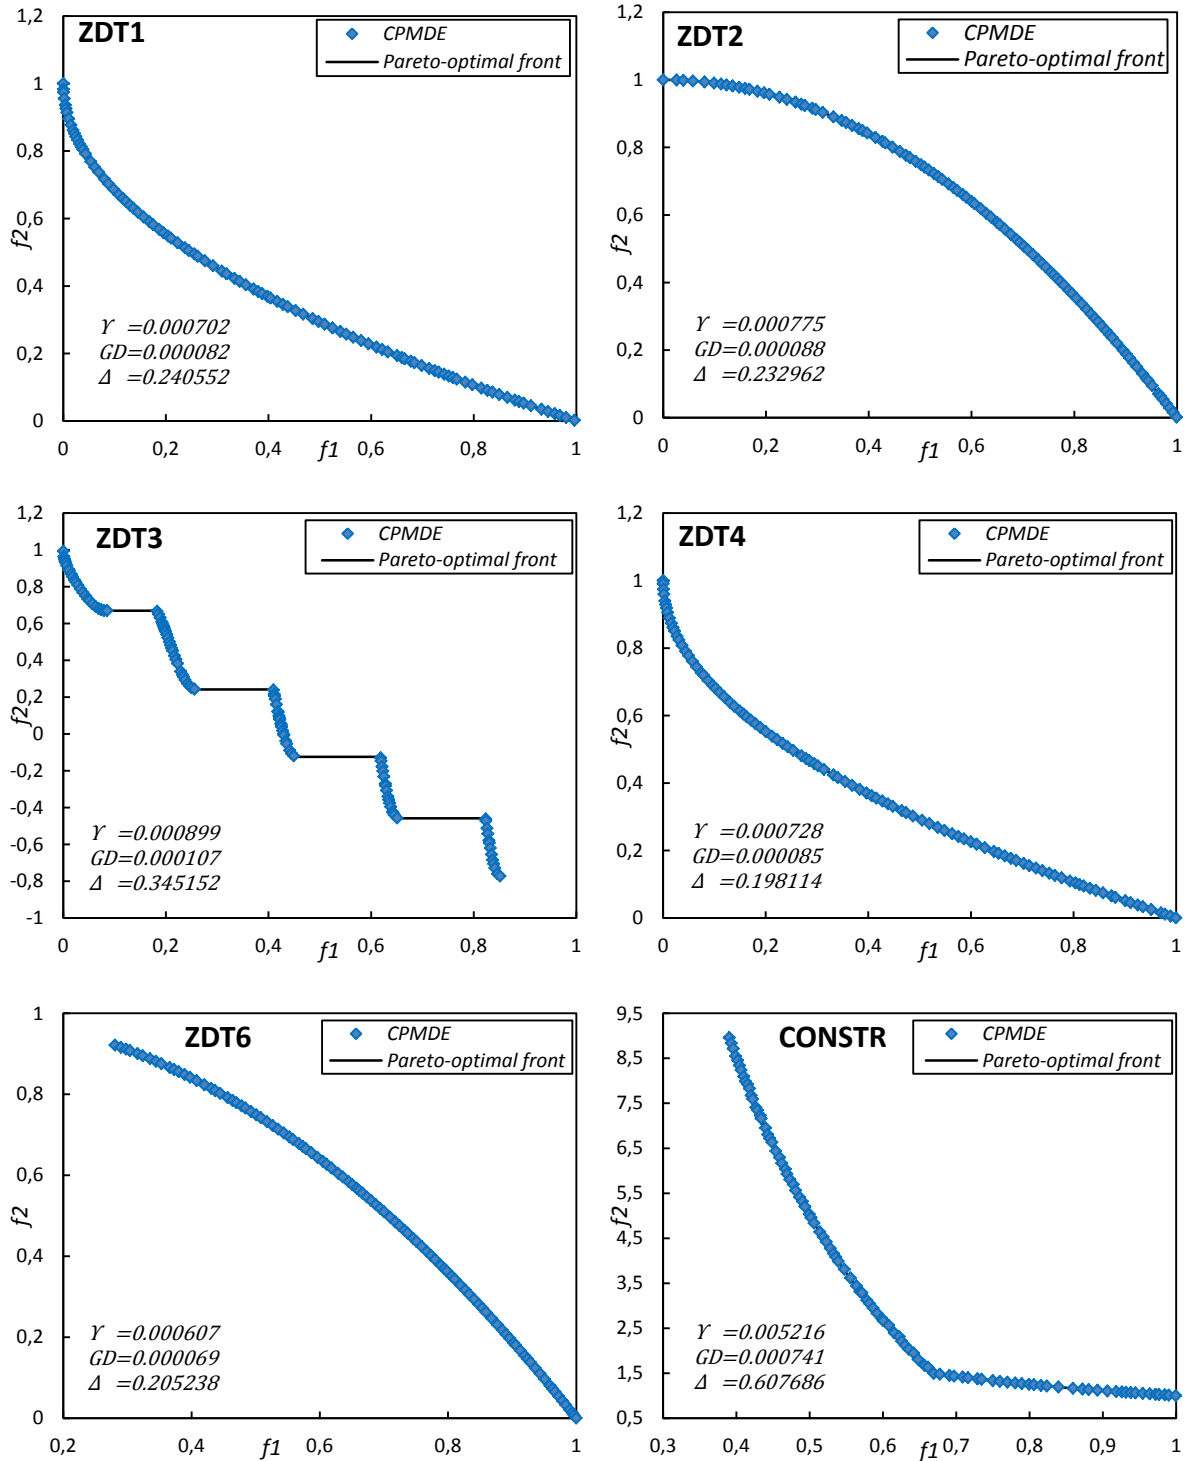 ZDT1
CPMDE
Pareto-optimal front
1,2
1
0,8
0,6
0,4
0,2
0
f2
ϒ =0.000702
GD=0.000082
Δ =0.240552
0 0,2 0,4 0,6 0,8 1
f1
ZDT2
CPMDE
Pareto-optimal front
1,2
1
0,8
0,6
0,4
0,2
0
f2
ϒ =0.000775
GD=0.000088
Δ =0.232962
0 0,2 0,4 0,6 0,8 1
f1
ZDT3
CPMDE
Pareto-optimal front
1,2
1
0,8
0,6
0,4
0,2
0
-0,2
-0,4
-0,6
-0,8
-1
f2
ϒ =0.000899
GD=0.000107
Δ =0.345152
0 0,2 0,4 0,6 0,8 1
f1
ZDT4
CPMDE
Pareto-optimal front
1,2
1
0,8
0,6
0,4
0,2
0
f2
ϒ =0.000728
GD=0.000085
Δ =0.198114
0 0,2 0,4 0,6 0,8 1
f1
ZDT6
CPMDE
Pareto-optimal front
1
0,8
0,6
0,4
0,2
0
f2
ϒ =0.000607
GD=0.000069
Δ =0.205238
0,2 0,4 0,6 0,8 1
f1
CONSTR
CPMDE
Pareto-optimal front
9,5
8,5
7,5
6,5
5,5
4,5
3,5
2,5
1,5
0,5
f2
ϒ =0.005216
GD=0.000741
Δ =0.607686
0,3 0,4 0,5 0,6 0,7 0,8 0,9 1
f1